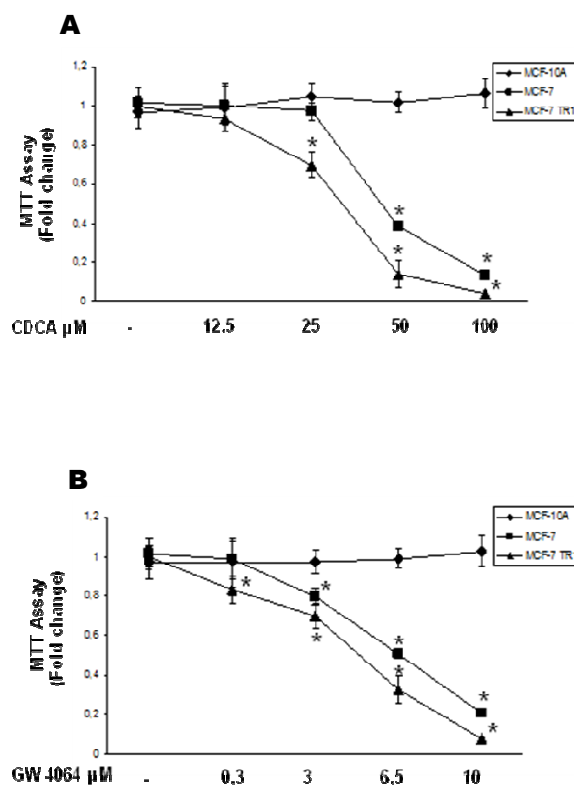 A
MCF-10A
MCF-7
MCF-7 TR1
MTT Assay
(Fold change)
1,2
1
0,8
0,6
0,4
0,2
0
* * * * *
CDCA µM - 12,5 25 50 100
B
MCF-10A
MCF-7
MCF-7 TR
MTT Assay
(Fold change)
1,2
1
0,8
0,6
0,4
0,2
0
* * * * * * *
GW 4064 µM - 0,3 3 6,5 10